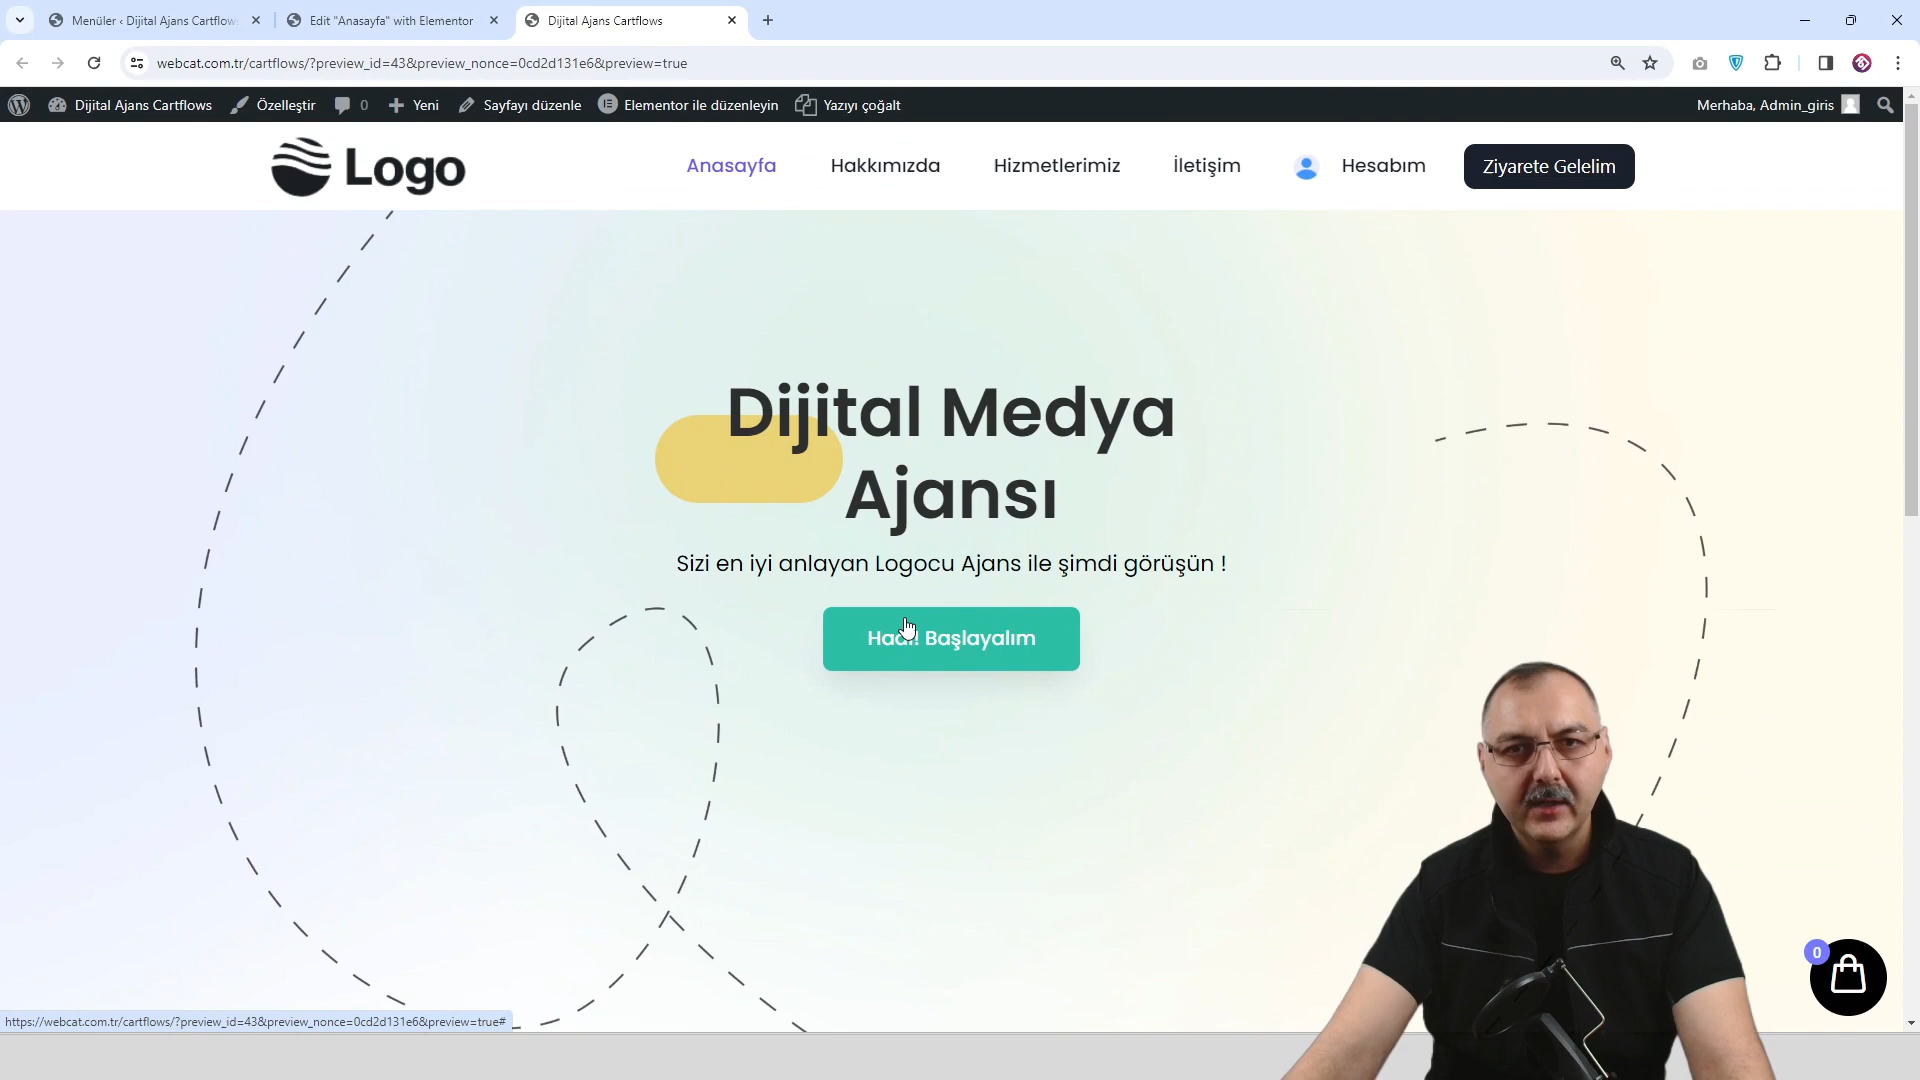 Menüler ‹ Dijital Ajans Cartflow
Edit "Anasayfa" with Elementor
Dijital Ajans Cartflows
webcat.com.tr/cartflows/?preview_id=43&preview_nonce=0cd2d131e6&preview=true
Dijital Ajans Cartflows
Özelleştir
0
Yeni
Sayfayı düzenle
Elementor ile düzenleyin
Yazıyı çoğalt
Merhaba, Admin_giris
Logo
Anasayfa
Hakkımızda
Hizmetlerimiz
İletişim
Hesabım
Ziyarete Gelelim
Dijital Medya
Ajansı
Sizi en iyi anlayan Logocu Ajans ile şimdi görüşün !
Hadi! Başlayalım
0
https://webcat.com.tr/cartflows/?preview_id=43&preview_nonce=0cd2d131e6&preview=true#